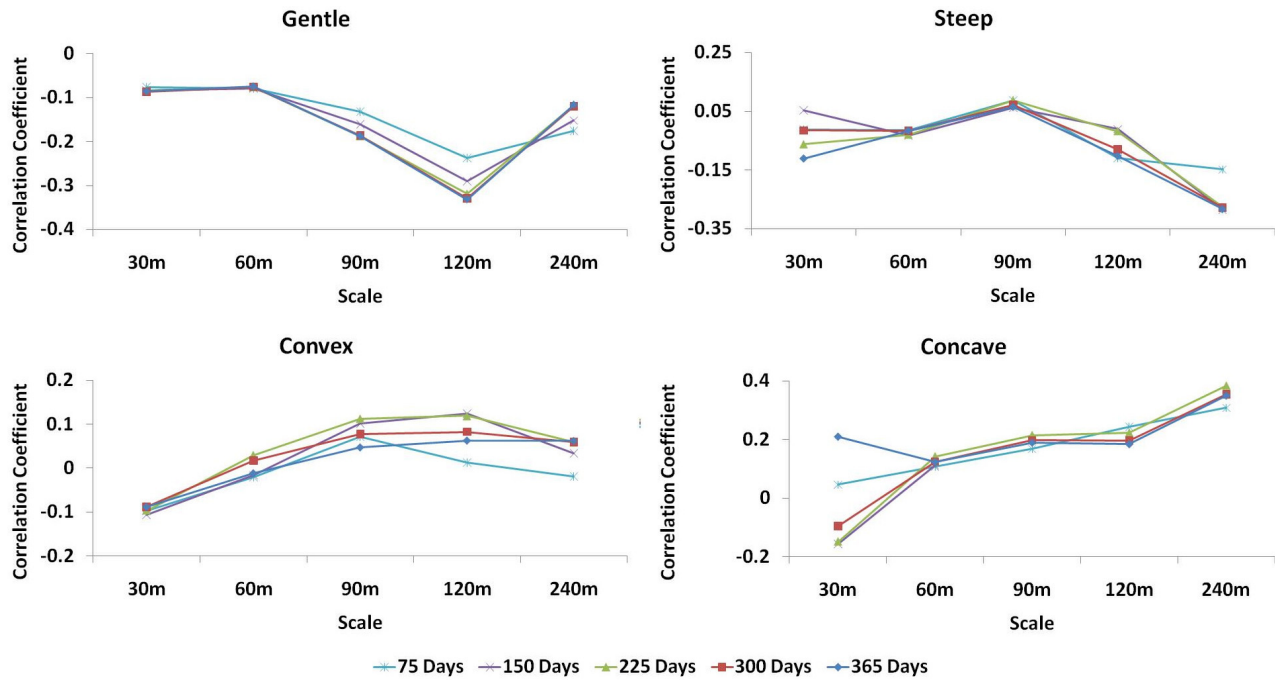 Gentle
0
-0.1
-0.2
-0.3
-0.4
Correlation Coefficient
30m 60m 90m 120m 240m
Scale
Steep
0.25
0.05
-0.15
-0.35
Correlation Coefficient
30m 60m 90m 120m 240m
Scale
Convex
0.2
0.1
0
-0.1
-0.2
Correlation Coefficient
30m 60m 90m 120m 240m
Scale
Concave
0.4
0.2
0
-0.2
Correlation Coefficient
30m 60m 90m 120m 240m
Scale
75 Days 150 Days 225 Days 300 Days 365 Days